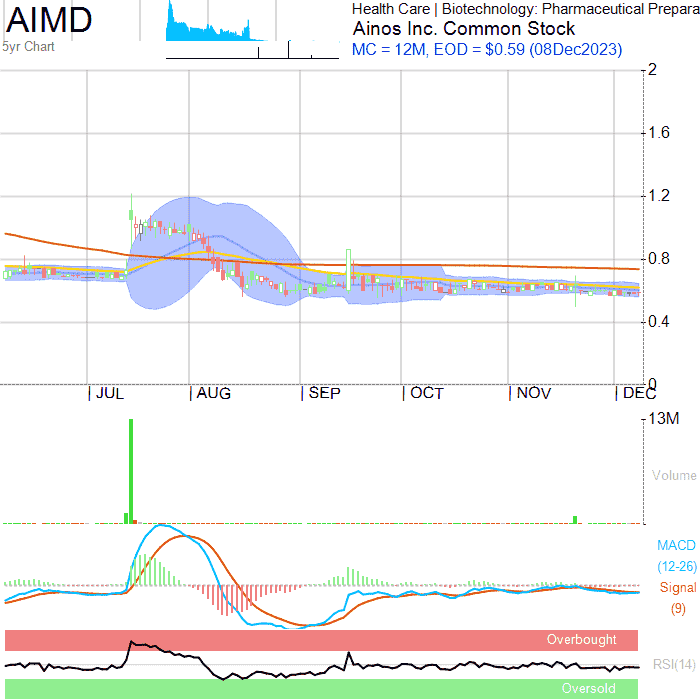 AIMD
5yr Chart
Health Care | Biotechnology: Pharmaceutical Prepara
Ainos Inc. Common Stock
MC = 12M, EOD = $0.59 (08Dec2023)
2
1.6
1.2
0.8
0.4
0
JUL AUG SEP OCT NOV DEC
13M
Volume
MACD
(12-26)
Signal
(9)
Overbought
RSI(14)
Oversold